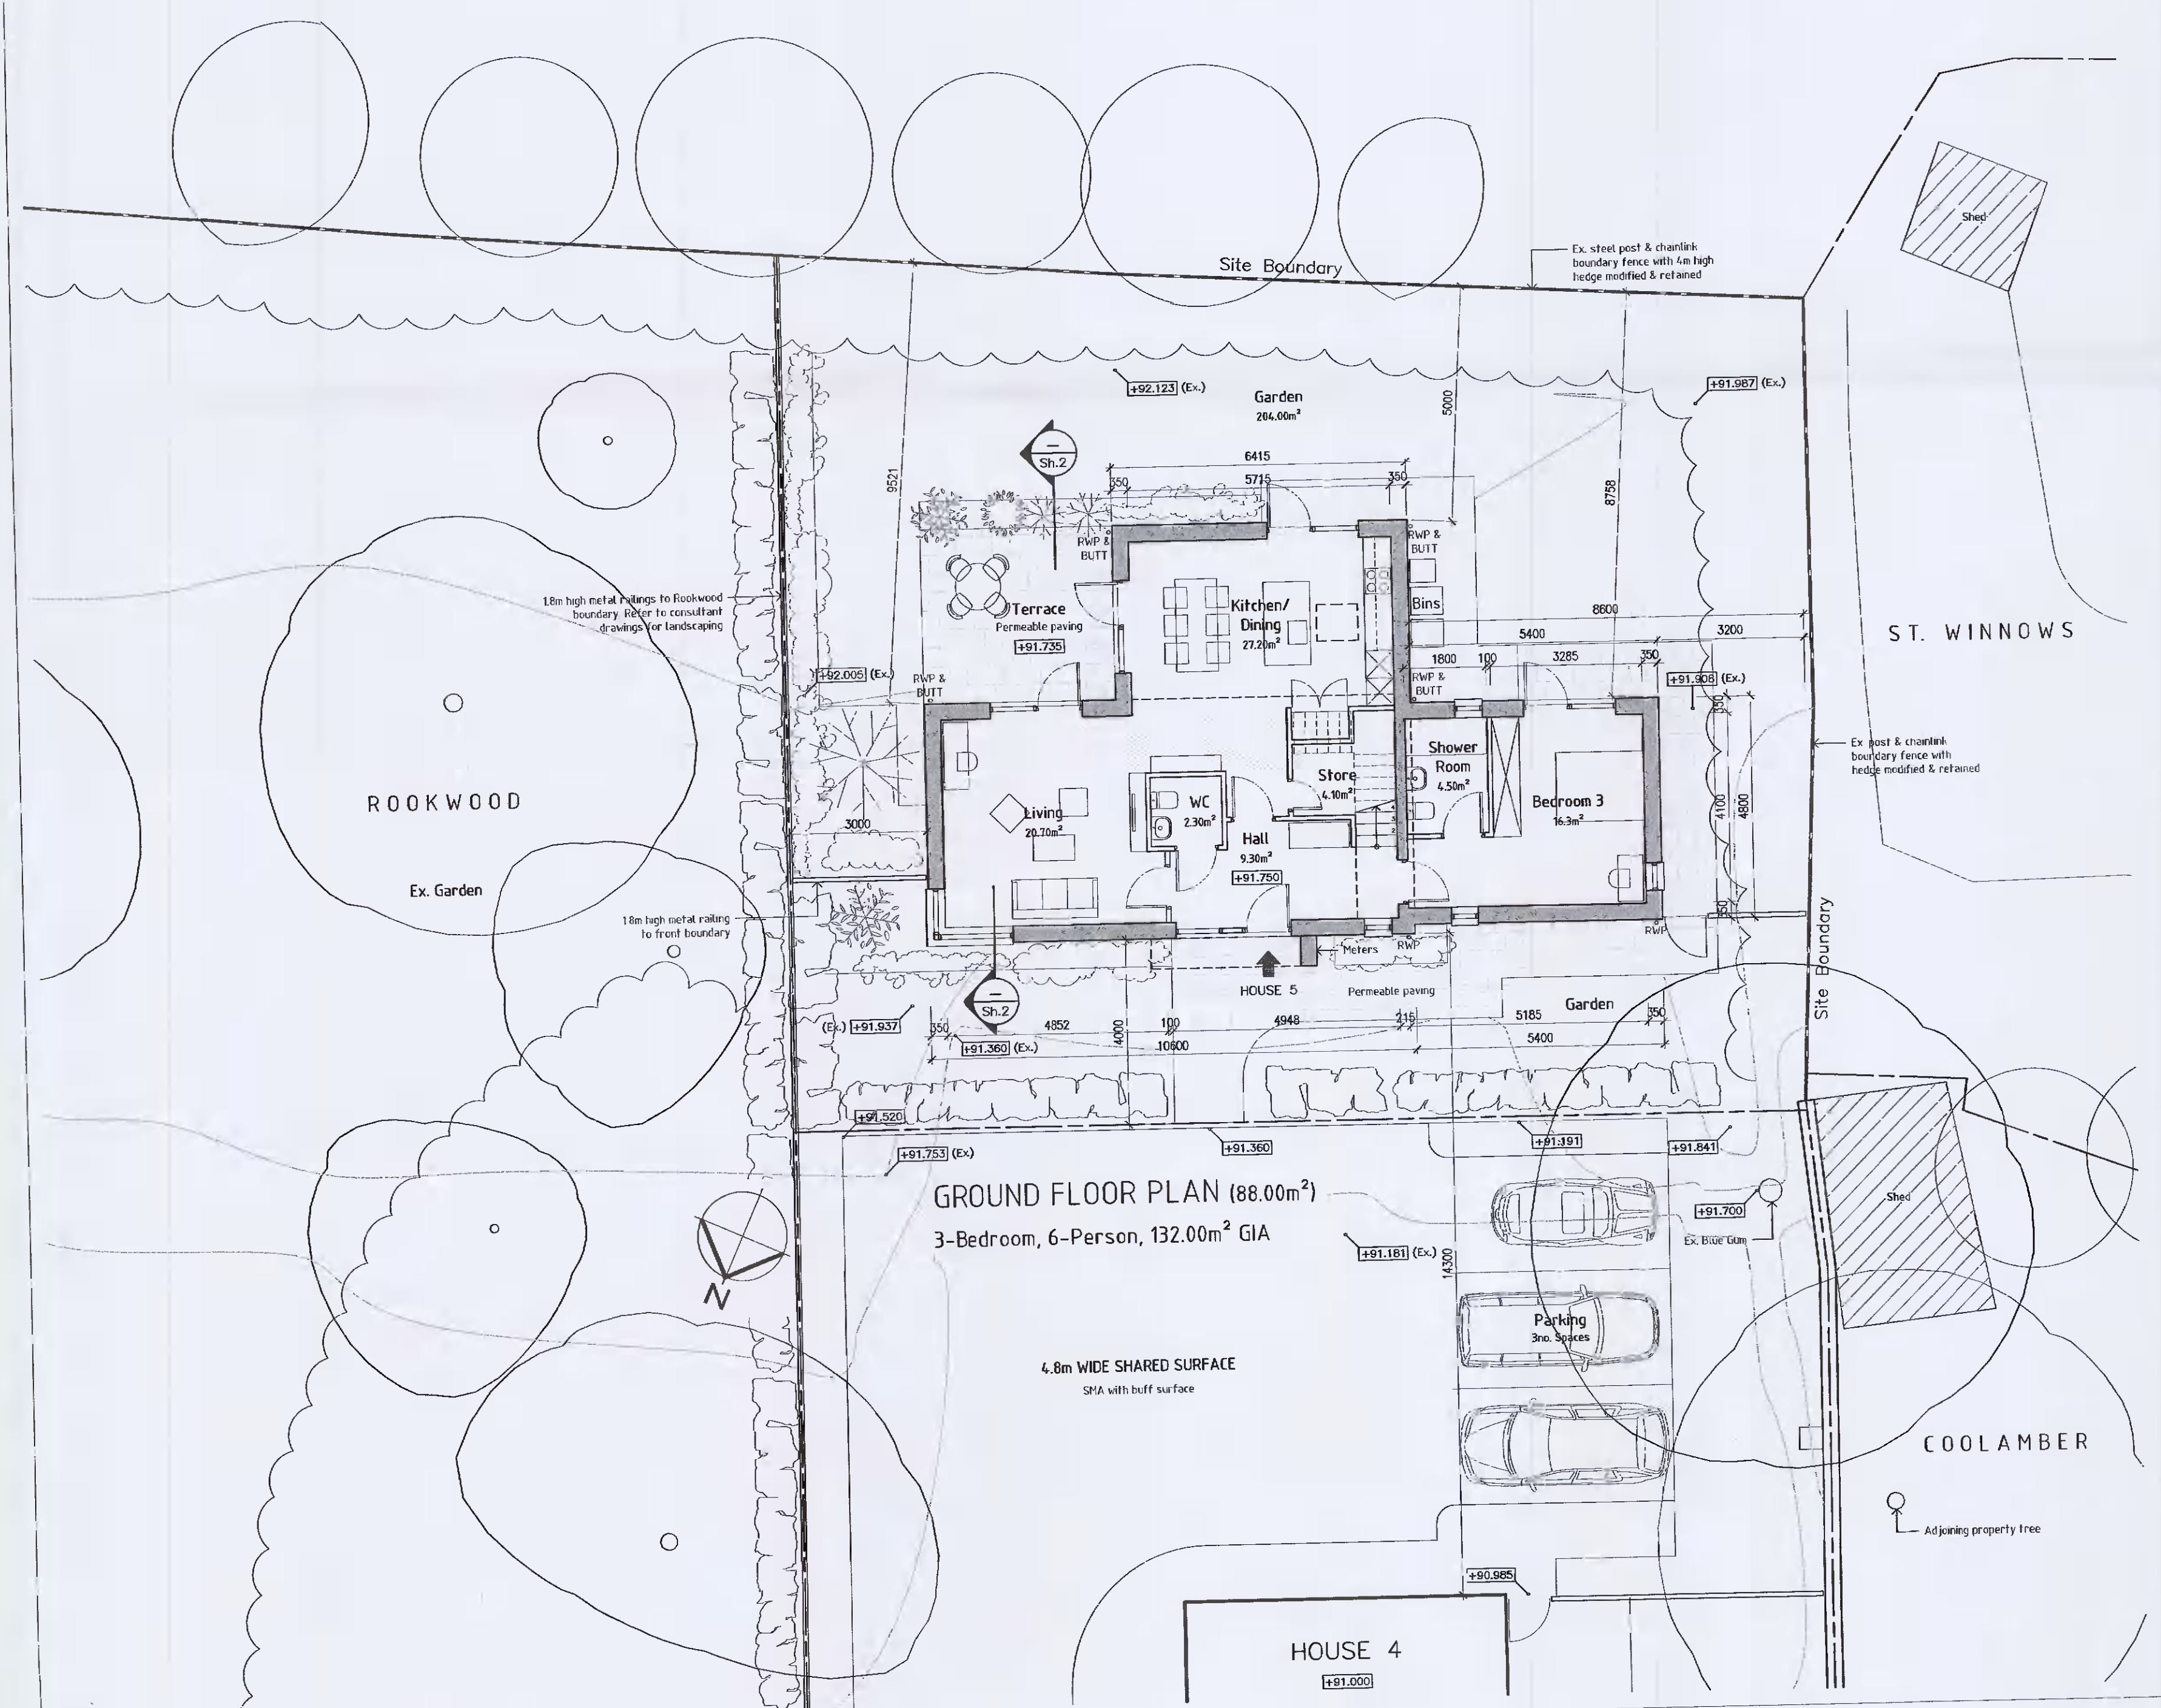 Shed
Site Boundary
Ex. steel post & chainlink
boundary fence with 4m high
hedge modified & retained
+92.123 (Ex.)
Garden
204.00m²
+91.987 (Ex.)
5000
9521
8758
Sh.2
6415
350
5715
350
RWP &
BUTT
RWP &
BUTT
Bins
1.8m high metal railings to Rookwood
boundary. Refer to consultant
drawings for landscaping
Terrace
Permeable paving
+91.735
Kitchen/
Dining
27.20m²
8600
5400
3200
1800
100
3285
350
ST. WINNOWS
+92.005 (Ex.)
RWP &
BUTT
RWP &
BUTT
+91.908 (Ex.)
350
ROOKWOOD
Ex. Garden
Living
20.70m²
WC
2.30m²
Store
4.10m²
Shower
Room
4.50m²
Bedroom 3
16.3m²
Hall
9.30m²
+91.750
3000
4100
4800
350
Ex post & chainlink
boundary fence with
hedge modified & retained
1.8m high metal railing
to front boundary
Meters
RWP
RWP
Site Boundary
HOUSE 5
Permeable paving
Garden
Sh.2
(Ex.) +91.937
350
4852
100
4948
215
5185
350
+91.360 (Ex.)
4000
10600
5400
+91.520
+91.753 (Ex)
+91.360
+91.191
+91.841
GROUND FLOOR PLAN (88.00m²)
3-Bedroom, 6-Person, 132.00m² GIA
N
+91.181 (Ex.)
14300
+91.700
Ex. Blue Gum
Shed
Parking
3no. Spaces
4.8m WIDE SHARED SURFACE
SMA with buff surface
COOLAMBER
Adjoining property tree
+90.985
HOUSE 4
+91.000